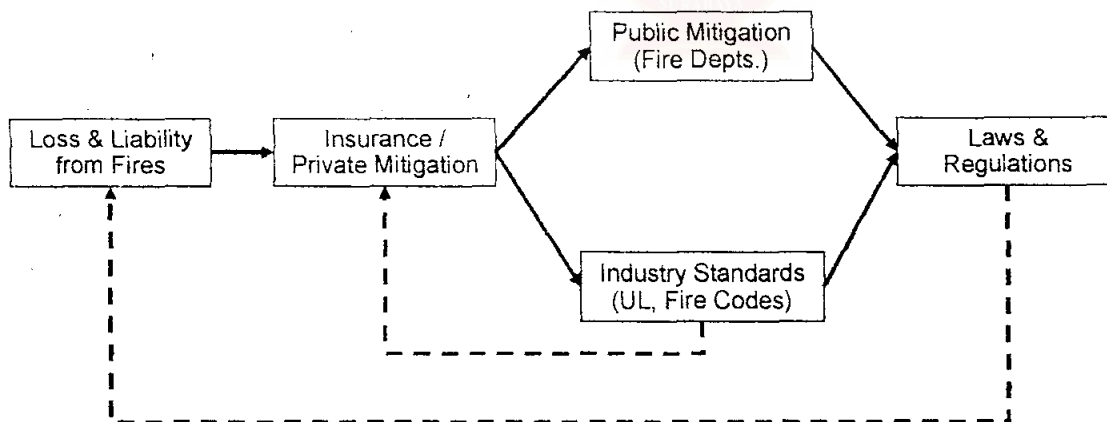 Public Mitigation
(Fire Depts.)
Loss & Liability
from Fires
Insurance /
Private Mitigation
Laws &
Regulations
Industry Standards
(UL, Fire Codes)